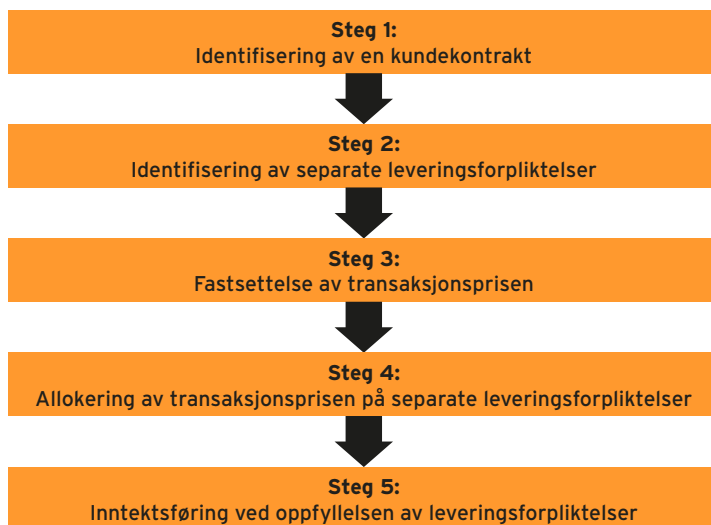 Steg 1:
Identifisering av en kundekontrakt
Steg 2:
Identifisering av separate leveringsforpliktelser
Steg 3:
Fastsettelse av transaksjonsprisen
Steg 4:
Allokering av transaksjonsprisen på separate leveringsforpliktelser
Steg 5:
Inntektsføring ved oppfyllelsen av leveringsforpliktelser